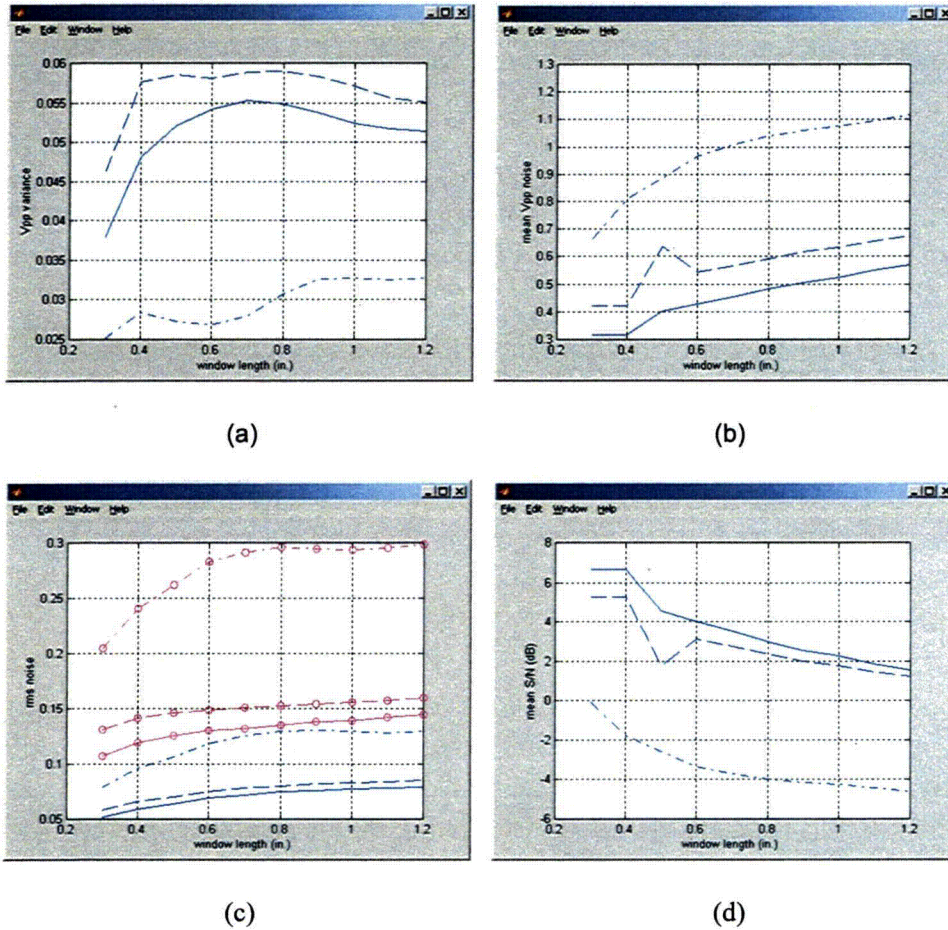 File Edit Window Help
0.06
0.055
0.05
0.045
0.04
0.035
0.03
0.025
Vpp variance
0.2 0.4 0.6 0.8 1 1.2
window length (in.)
(a)
File Edit Window Help
1.3
1.2
1.1
1
0.9
0.8
0.7
0.6
0.5
0.4
0.3
mean Vpp noise
0.2 0.4 0.6 0.8 1 1.2
window length (in.)
(b)
File Edit Window Help
0.3
0.25
0.2
0.15
0.1
0.05
rms noise
0.2 0.4 0.6 0.8 1 1.2
window length (in.)
(c)
File Edit Window Help
8
6
4
2
0
-2
-4
-6
mean S/N (dB)
0.2 0.4 0.6 0.8 1 1.2
window length (in.)
(d)